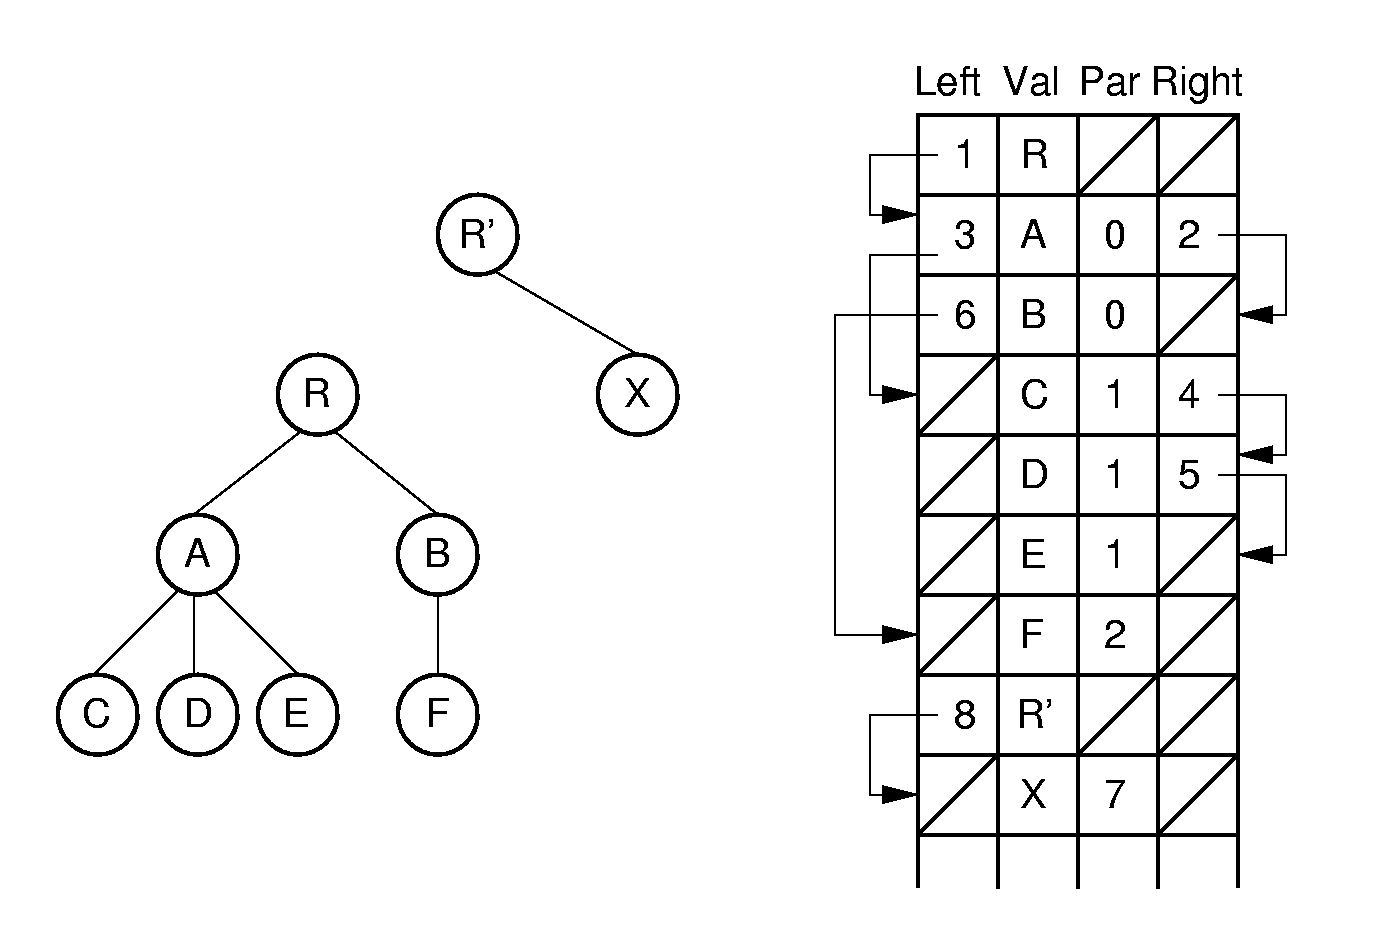 R’
R
X
A
B
C
D
E
F
Left Val Par Right
1 R
3 A 0 2
6 B 0
C 1 4
D 1 5
E 1
F 2
8 R’
X 7